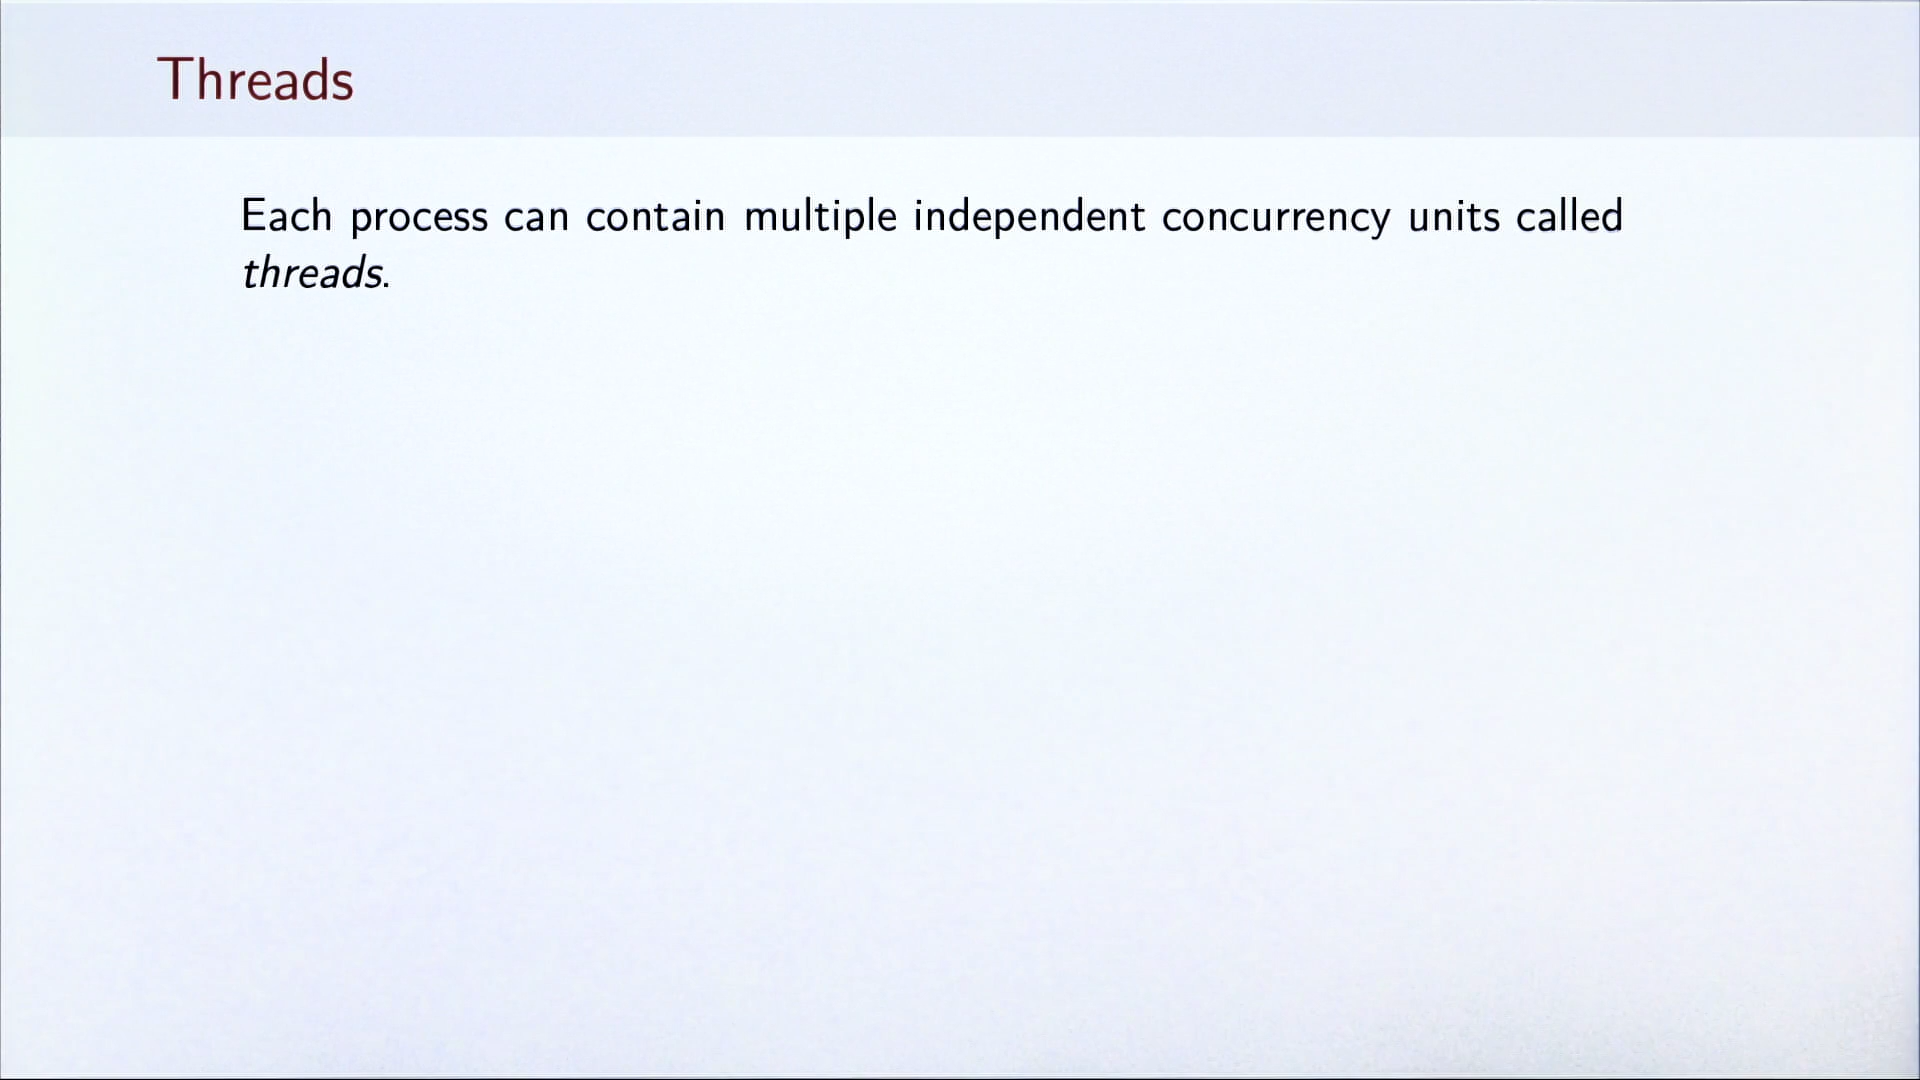 Threads
Each process can contain multiple independent concurrency units called
threads.